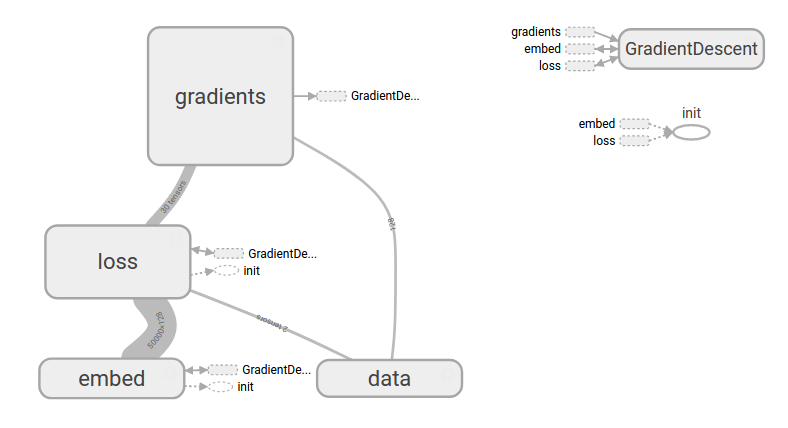 gradients
GradientDe...
30 tensors
128
loss
GradientDe...
init
50000×128
2 tensors
embed
GradientDe...
init
data
gradients
embed
loss
GradientDescent
init
embed
loss